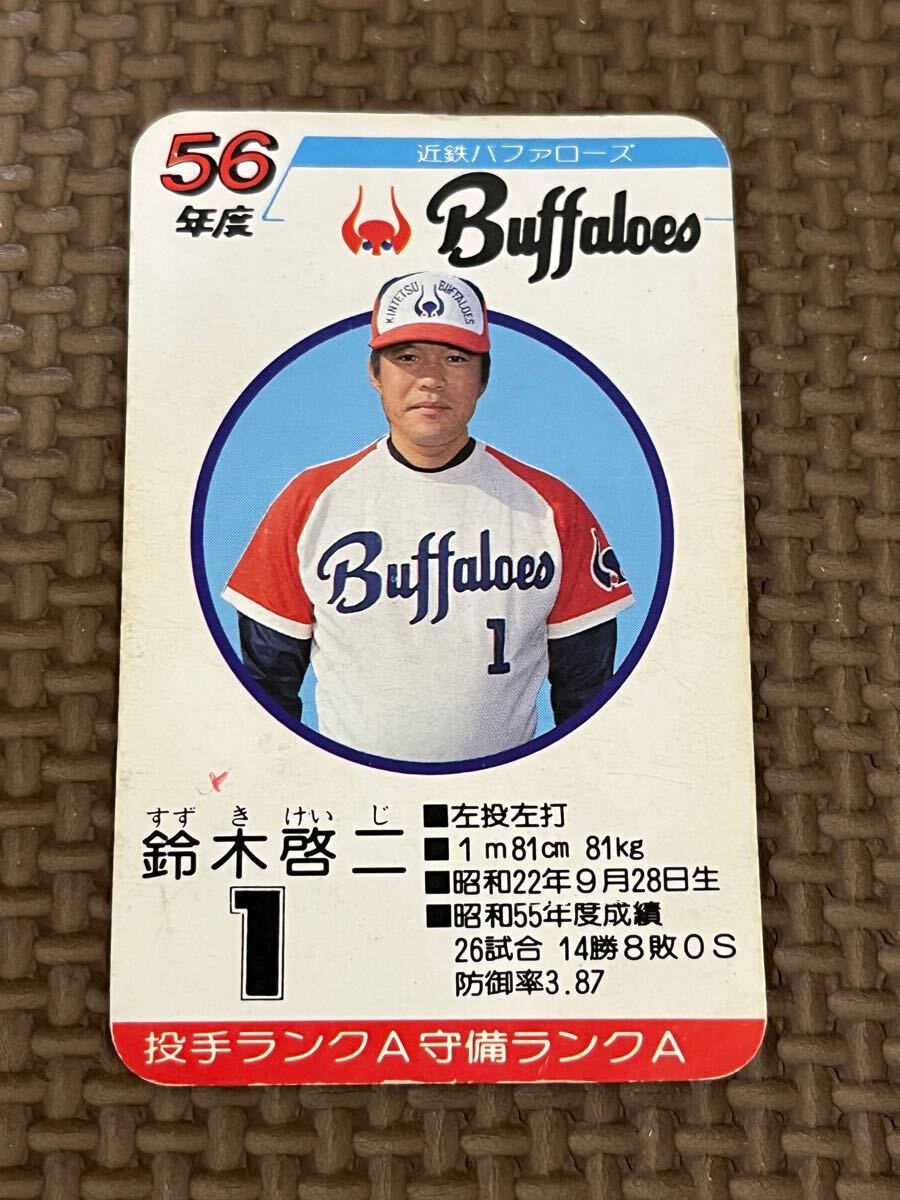 56
年度
近鉄バファローズ
Buffaloes
KINTETSU BUFFALOES
Buffaloes
1
すず き けい じ
鈴木啓二
1
■左投左打
■1m81cm 81kg
■昭和22年9月28日生
■昭和55年度成績
26試合 14勝8敗0S
防御率3.87
投手ランクA 守備ランクA